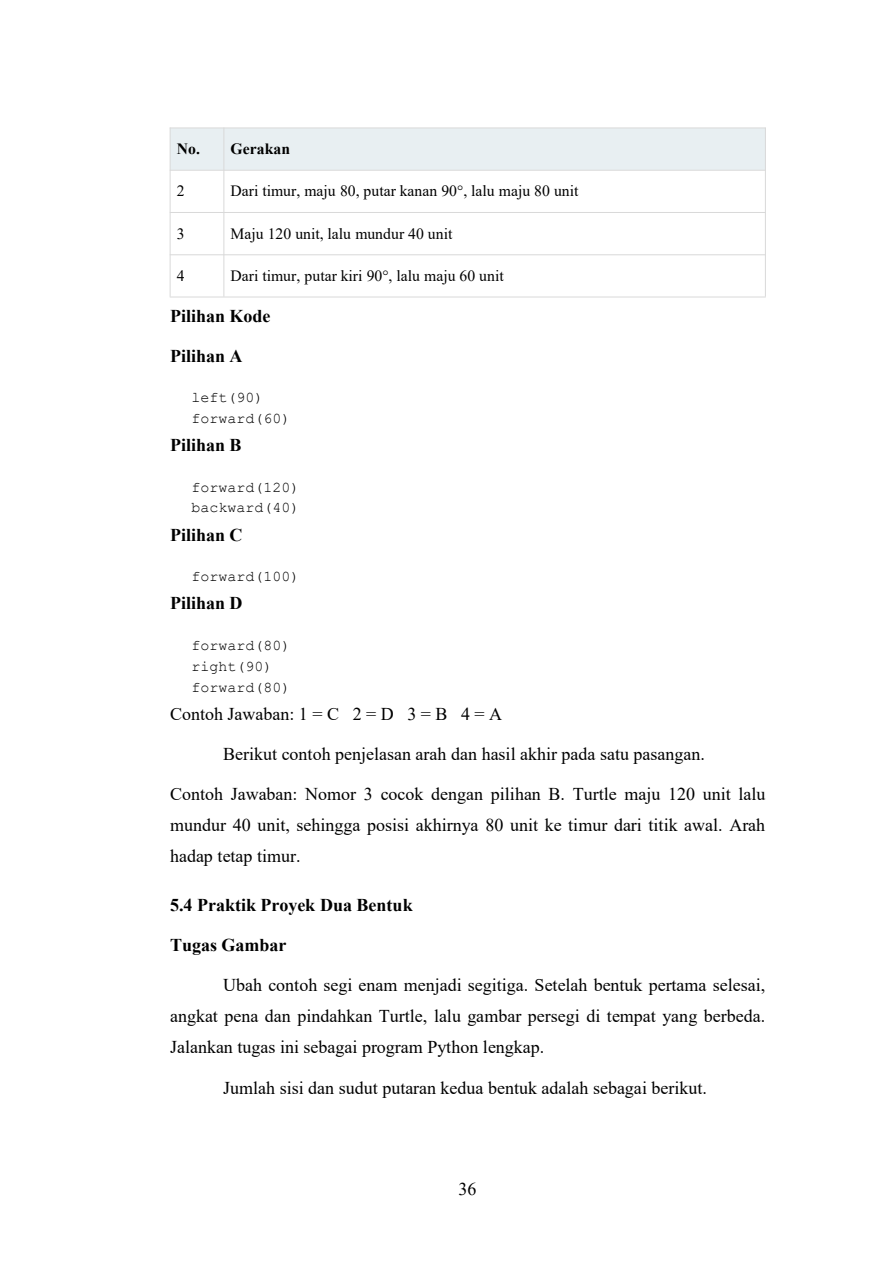 No. Gerakan
2 Dari timur, maju 80, putar kanan 90°, lalu maju 80 unit
3 Maju 120 unit, lalu mundur 40 unit
4 Dari timur, putar kiri 90°, lalu maju 60 unit
Pilihan Kode
Pilihan A
left(90)
forward(60)
Pilihan B
forward(120)
backward(40)
Pilihan C
forward(100)
Pilihan D
forward(80)
right(90)
forward(80)
Contoh Jawaban: 1 = C 2 = D 3 = B 4 = A
Berikut contoh penjelasan arah dan hasil akhir pada satu pasangan.
Contoh Jawaban: Nomor 3 cocok dengan pilihan B. Turtle maju 120 unit lalu
mundur 40 unit, sehingga posisi akhirnya 80 unit ke timur dari titik awal. Arah
hadap tetap timur.
5.4 Praktik Proyek Dua Bentuk
Tugas Gambar
Ubah contoh segi enam menjadi segitiga. Setelah bentuk pertama selesai,
angkat pena dan pindahkan Turtle, lalu gambar persegi di tempat yang berbeda.
Jalankan tugas ini sebagai program Python lengkap.
Jumlah sisi dan sudut putaran kedua bentuk adalah sebagai berikut.
36